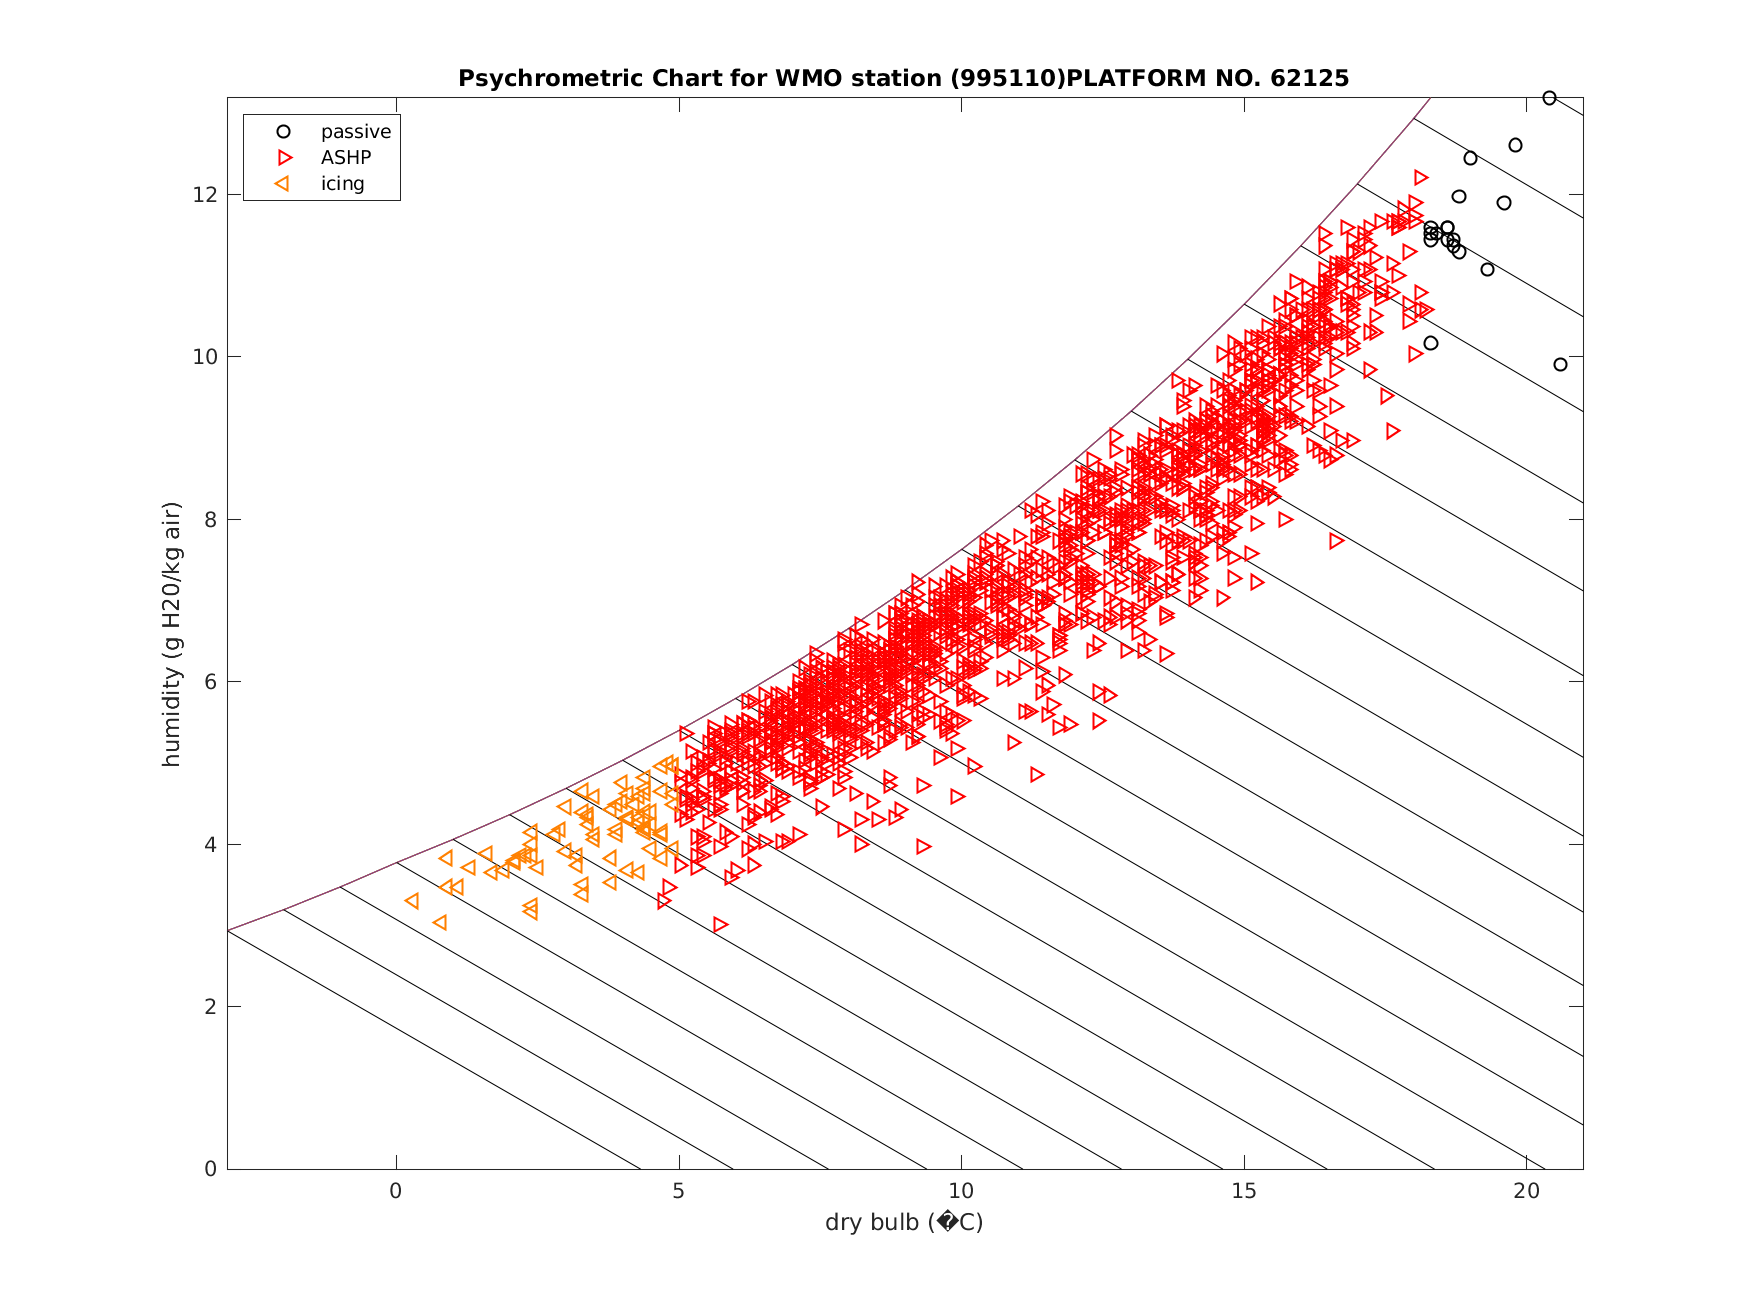 Psychrometric Chart for WMO station (995110)PLATFORM NO. 62125
passive
ASHP
icing
humidity (g H20/kg air)
12
10
8
6
4
2
0
0 5 10 15 20
dry bulb (�C)